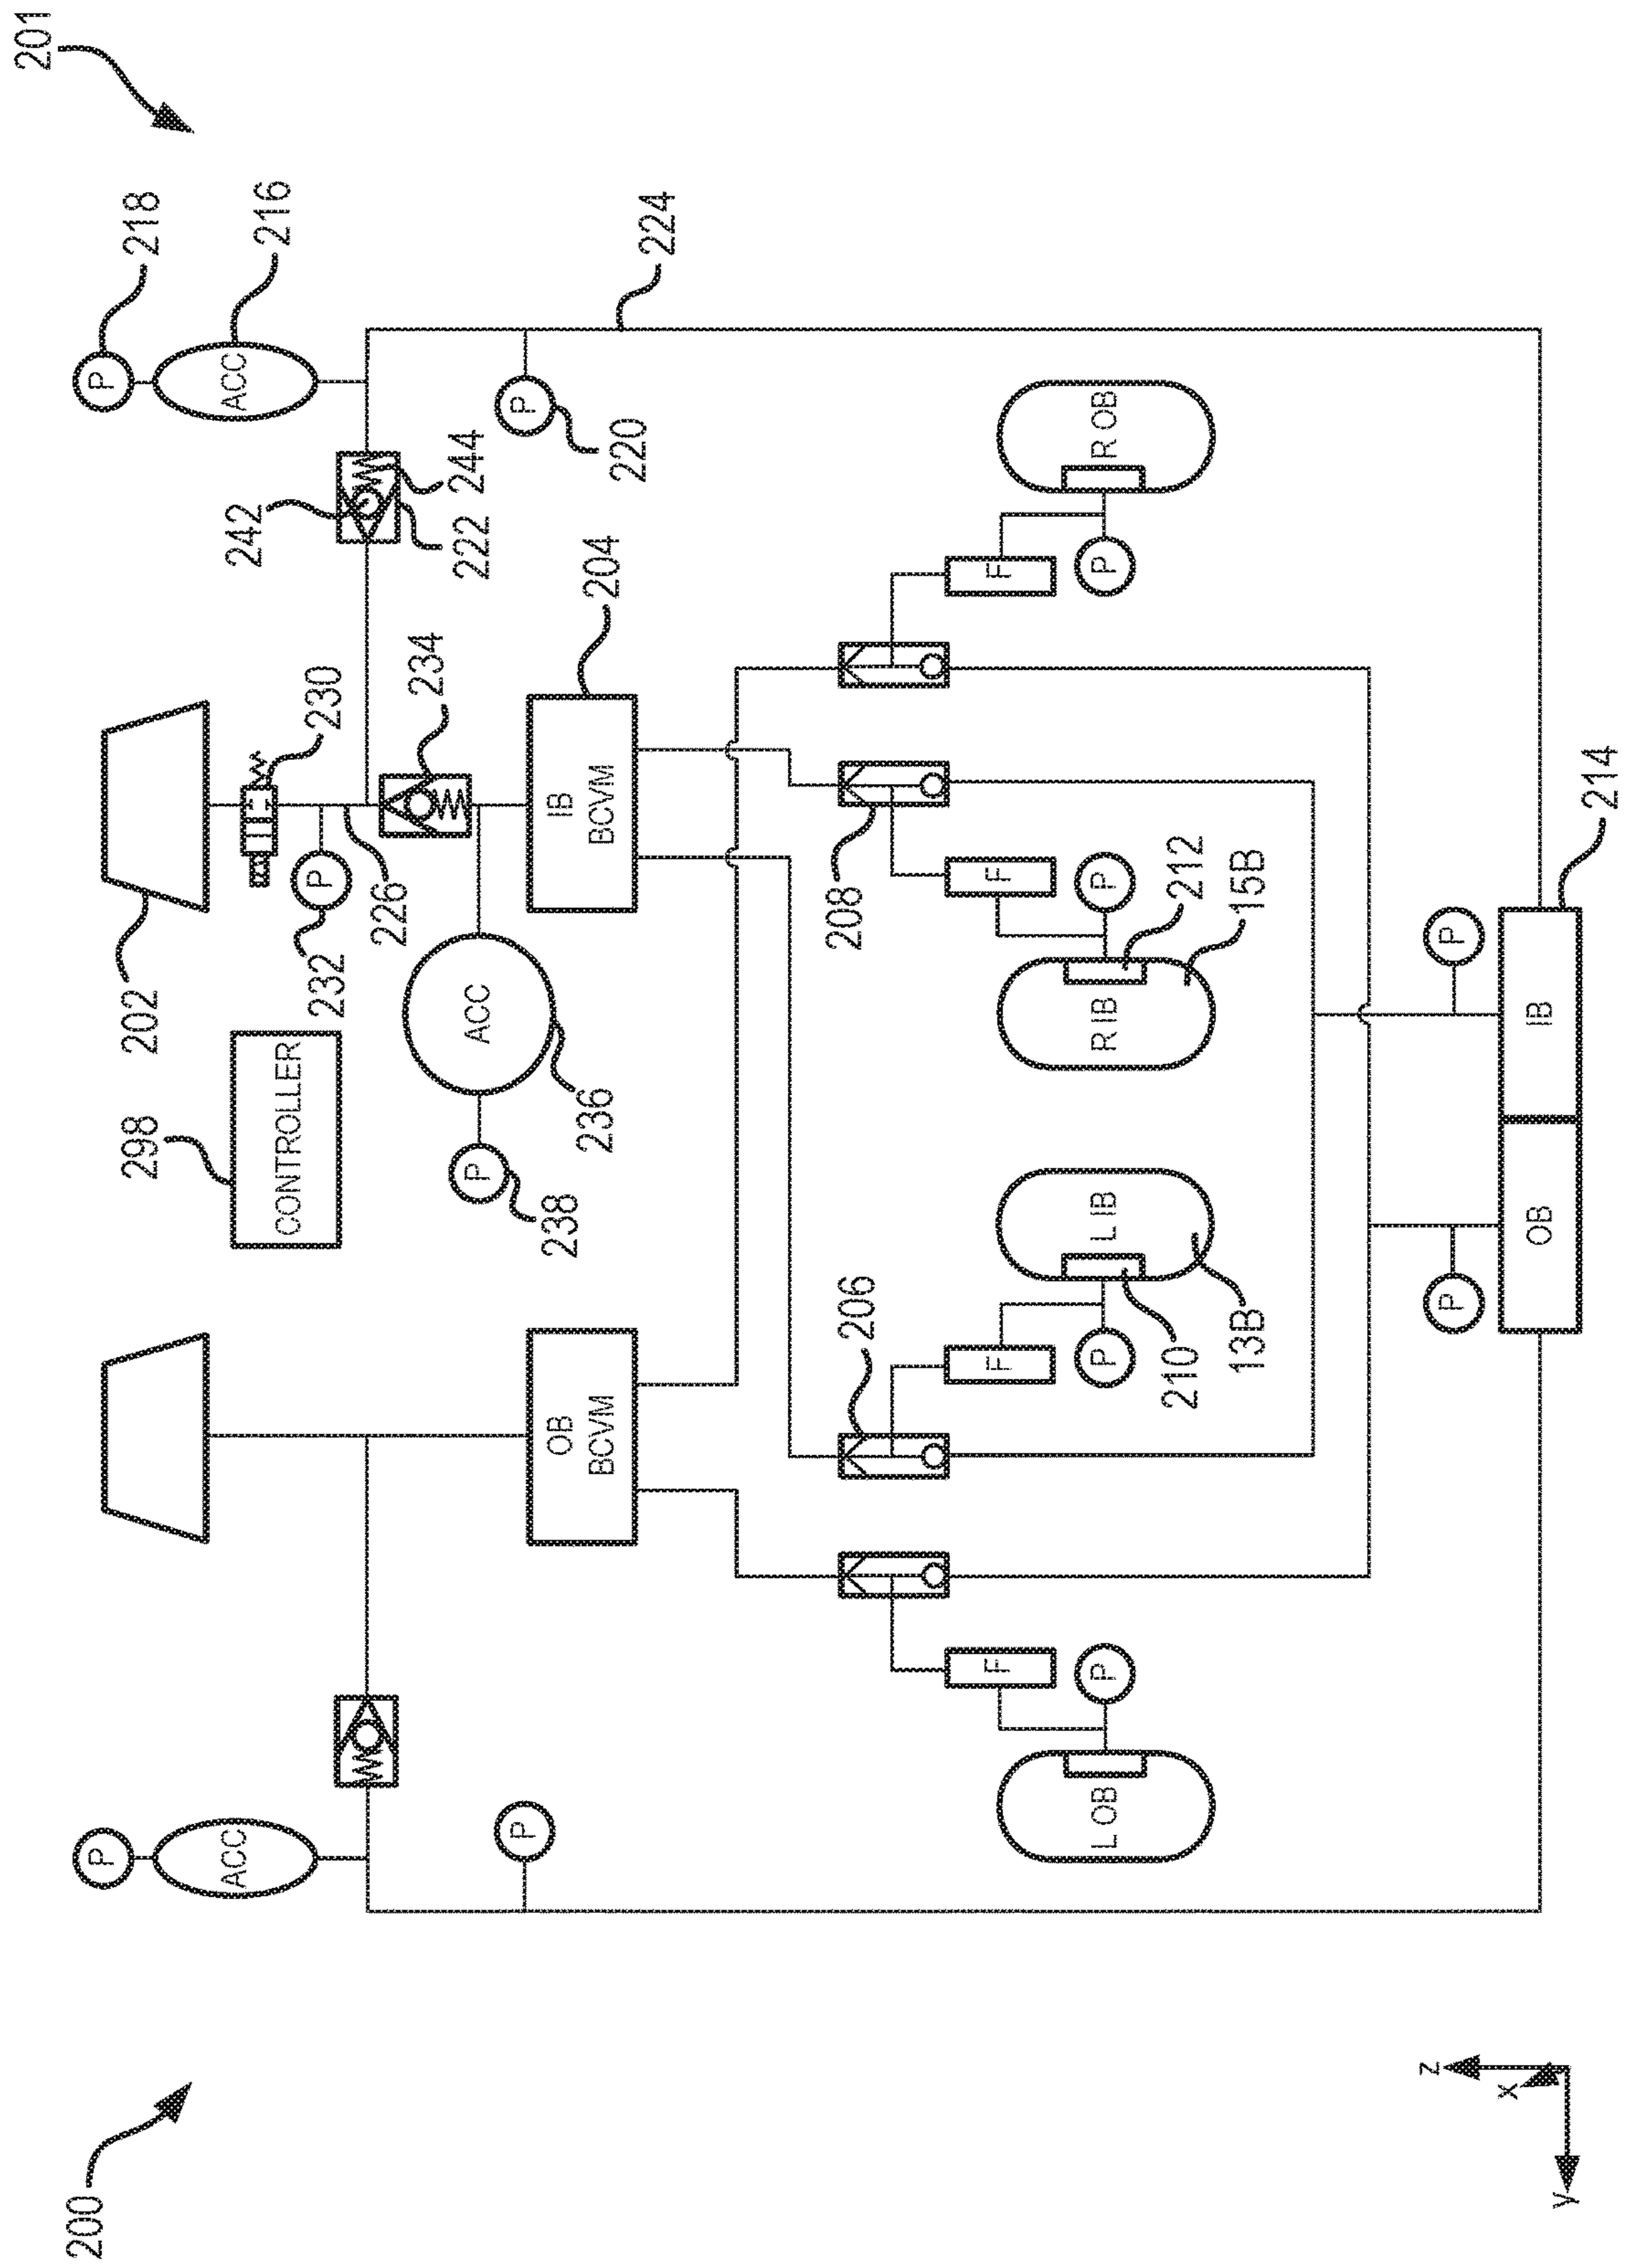 200
201
P
ACC
P
218
ACC
216
298
CONTROLLER
202
230
232
P
226
242
244
222
234
224
P
P
238
ACC
236
P
220
OB
BCVM
IB
BCVM
204
206
208
F
F
F
F
P
P
P
P
L OB
L IB
R IB
R OB
210
13B
212
15B
P
P
OB
IB
214
z
x
y